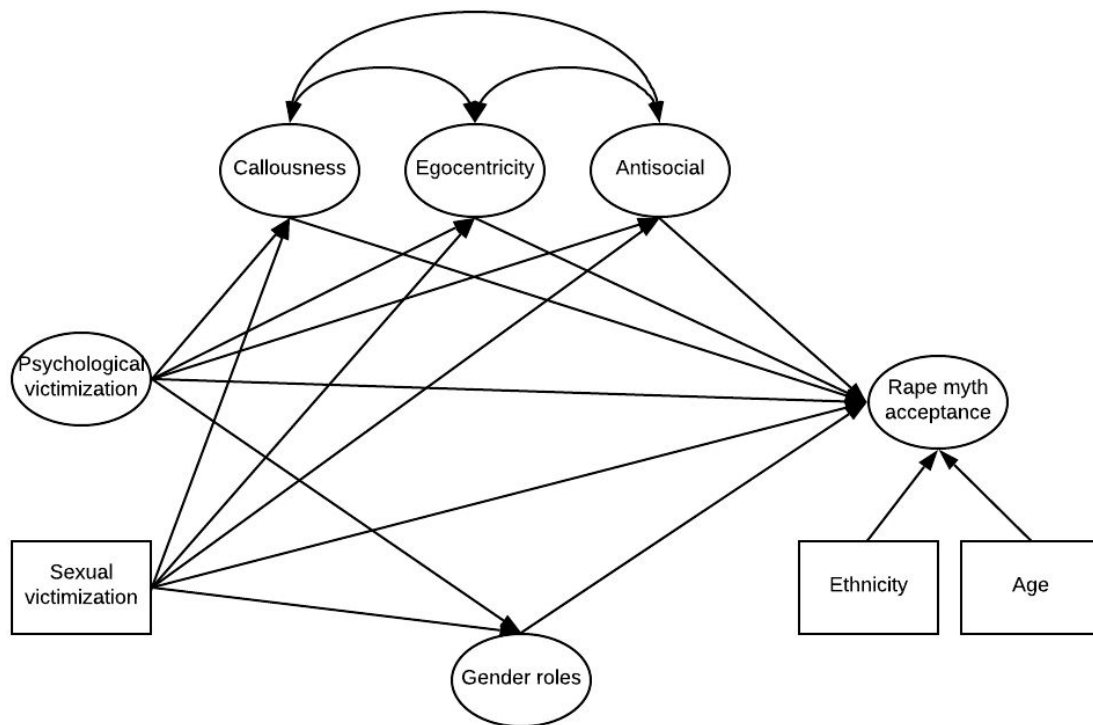 Callousness
Egocentricity
Antisocial
Psychological
victimization
Rape myth
acceptance
Sexual
victimization
Ethnicity
Age
Gender roles